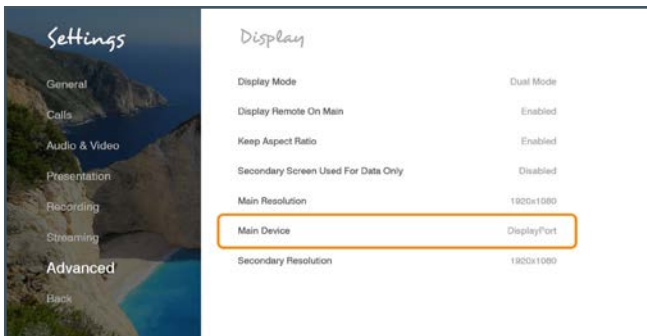 Settings
General
Calls
Audio & Video
Presentation
Recording
Streaming
Advanced
Back
Display
Display Mode Dual Mode
Display Remote On Main Enabled
Keep Aspect Ratio Enabled
Secondary Screen Used For Data Only Disabled
Main Resolution 1920x1080
Main Device DisplayPort
Secondary Resolution 1920x1080